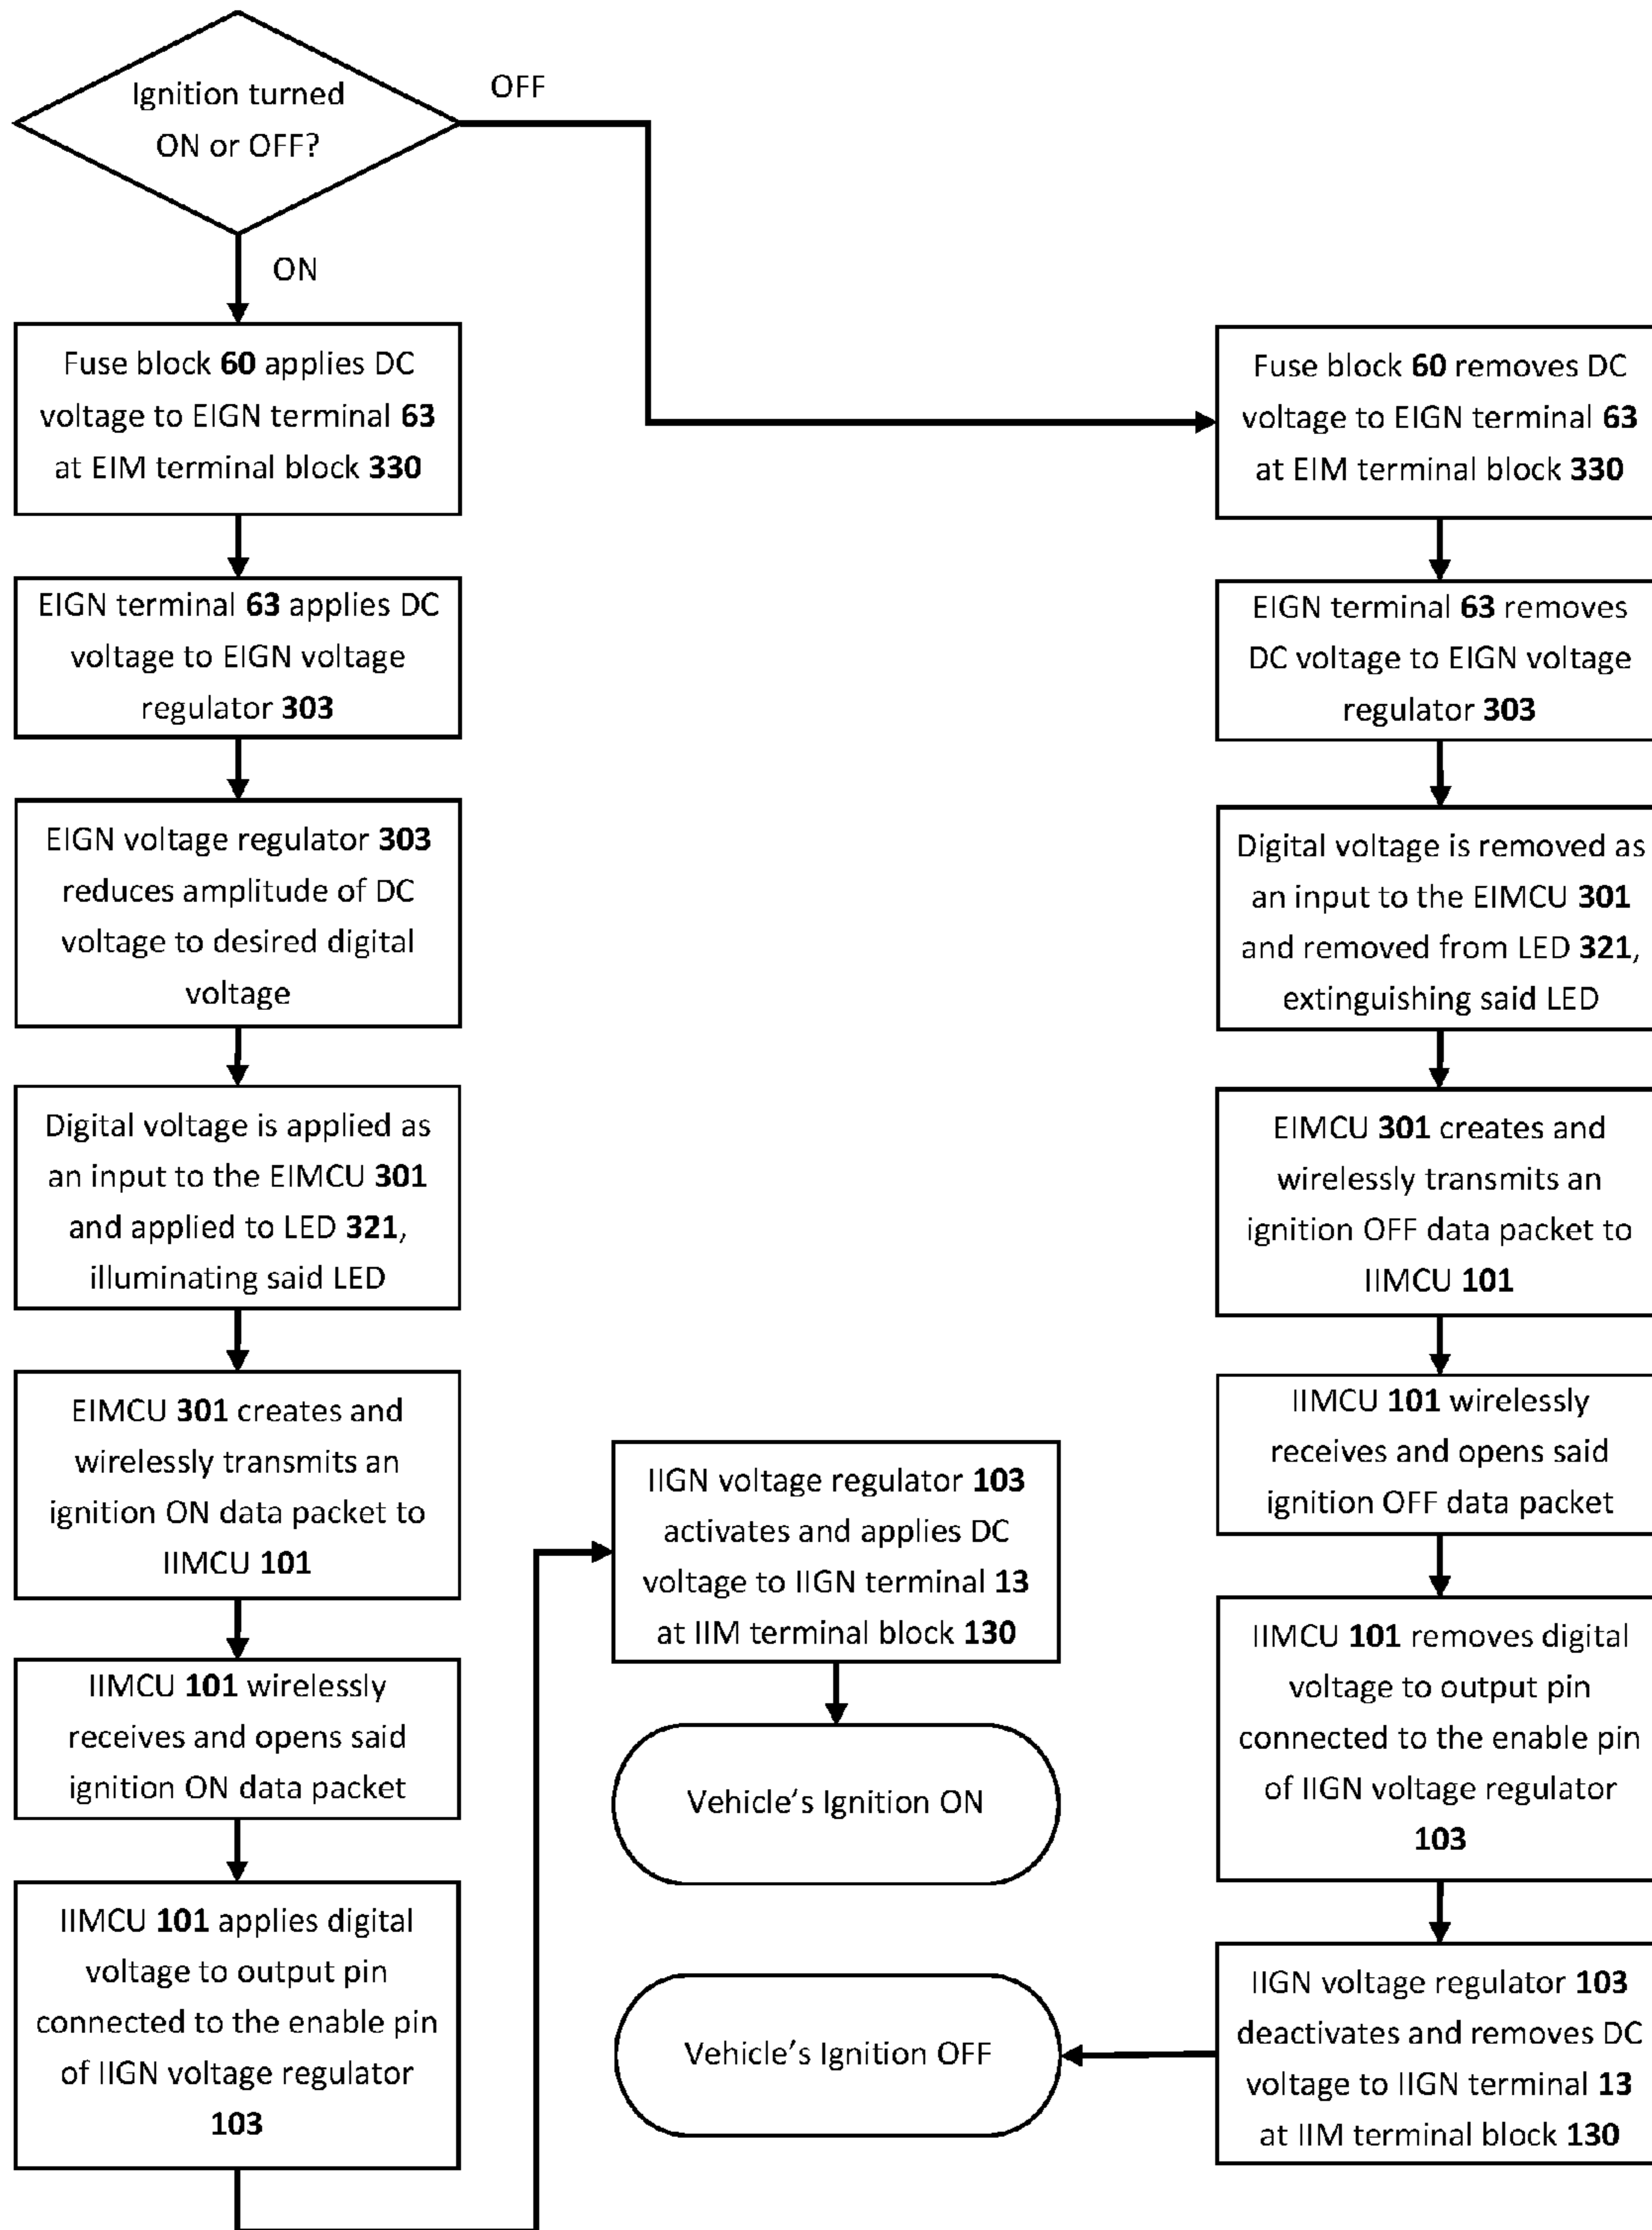 Ignition turned
ON or OFF?
OFF
ON
Fuse block 60 applies DC
voltage to EIGN terminal 63
at EIM terminal block 330
EIGN terminal 63 applies DC
voltage to EIGN voltage
regulator 303
EIGN voltage regulator 303
reduces amplitude of DC
voltage to desired digital
voltage
Digital voltage is applied as
an input to the EIMCU 301
and applied to LED 321,
illuminating said LED
EIMCU 301 creates and
wirelessly transmits an
ignition ON data packet to
IIMCU 101
IIMCU 101 wirelessly
receives and opens said
ignition ON data packet
IIMCU 101 applies digital
voltage to output pin
connected to the enable pin
of IIGN voltage regulator
103
IIGN voltage regulator 103
activates and applies DC
voltage to IIGN terminal 13
at IIM terminal block 130
Vehicle's Ignition ON
Fuse block 60 removes DC
voltage to EIGN terminal 63
at EIM terminal block 330
EIGN terminal 63 removes
DC voltage to EIGN voltage
regulator 303
Digital voltage is removed as
an input to the EIMCU 301
and removed from LED 321,
extinguishing said LED
EIMCU 301 creates and
wirelessly transmits an
ignition OFF data packet to
IIMCU 101
IIMCU 101 wirelessly
receives and opens said
ignition OFF data packet
IIMCU 101 removes digital
voltage to output pin
connected to the enable pin
of IIGN voltage regulator
103
IIGN voltage regulator 103
deactivates and removes DC
voltage to IIGN terminal 13
at IIM terminal block 130
Vehicle's Ignition OFF